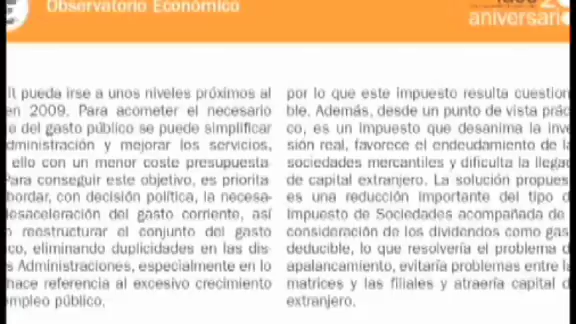 Observatorio Económico
20
aniversario
it pueda irse a unos niveles próximos al
en 2009. Para acometer el necesario
e del gasto público se puede simplificar
dministración y mejorar los servicios,
ello con un menor coste presupuesta-
Para conseguir este objetivo, es priorita-
bordar, con decisión política, la necesa-
desaceleración del gasto corriente, así
o reestructurar el conjunto del gasto
co, eliminando duplicidades en las dis-
s Administraciones, especialmente en lo
hace referencia al excesivo crecimiento
empleo público.
por lo que este impuesto resulta cuestion
ble. Además, desde un punto de vista prác
co, es un impuesto que desanima la inve
sión real, favorece el endeudamiento de la
sociedades mercantiles y dificulta la llegad
de capital extranjero. La solución propues
es una reducción importante del tipo d
Impuesto de Sociedades acompañada de
consideración de los dividendos como gas
deducible, lo que resolvería el problema d
apalancamiento, evitaría problemas entre la
matrices y las filiales y atraería capital d
extranjero.